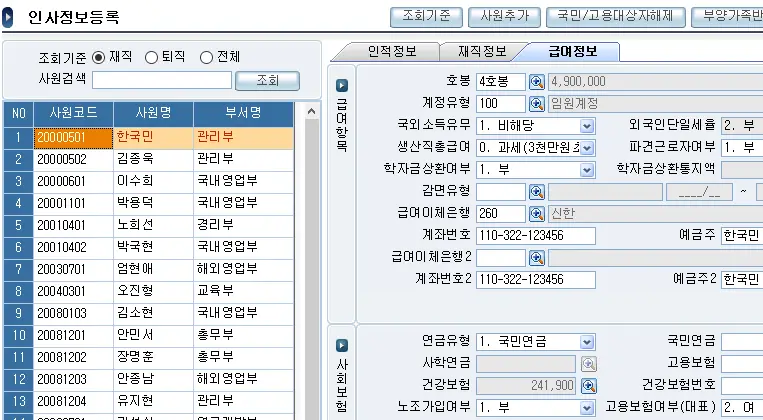 인사정보등록
조회기준 사원추가 국민/고용대상자해제 부양가족반
조회기준 재직 퇴직 전체
사원검색 조회
NO 사원코드 사원명 부서명
1 20000501 한국민 관리부
2 20000502 김종욱 관리부
3 20000601 이수희 국내영업부
4 20001101 박용덕 국내영업부
5 20010401 노희선 경리부
6 20010402 박국현 국내영업부
7 20030701 엄현애 해외영업부
8 20040301 오진형 교육부
9 20080103 김소현 국내영업부
10 20081201 안민서 총무부
11 20081202 장명훈 총무부
12 20081203 안종남 해외영업부
13 20081204 유지현 관리부
인적정보 재직정보 급여정보
급여항목
호봉 4호봉 4,900,000
계정유형 100 임원계정
국외소득유무 1. 비해당 외국인단일세율 2. 부
생산직총급여 0. 과세(3천만원초 파견근로자여부 1. 부
학자금상환여부 1. 부 학자금상환통지액
감면유형 ____/__ ~
급여이체은행 260 신한
계좌번호 110-322-123456 예금주 한국민
급여이체은행2
계좌번호2 110-322-123456 예금주2 한국민
사회보험
연금유형 1. 국민연금 국민연금
사학연금 고용보험
건강보험 241,900 건강보험번호
노조가입여부 1. 부 고용보험여부(대표) 2. 여